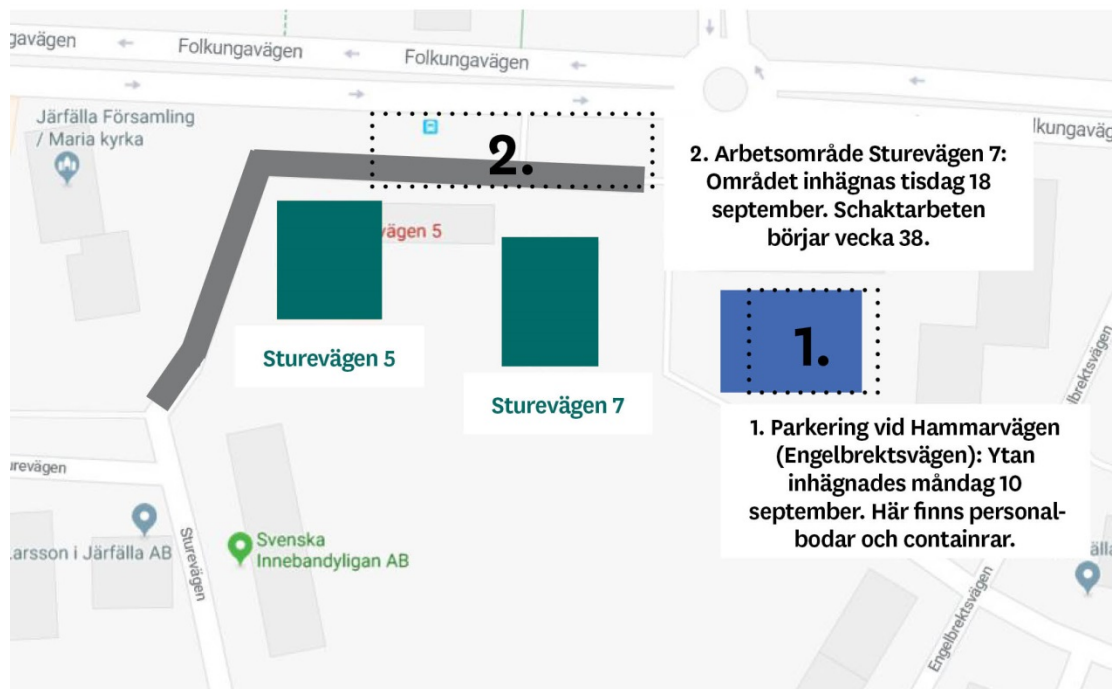 gavägen
Folkungavägen
Folkungavägen
lkungaväg
Järfälla Församling
/ Maria kyrka
2.
2. Arbetsområde Sturevägen 7:
Området inhägnas tisdag 18
september. Schaktarbeten
börjar vecka 38.
vägen 5
1.
Sturevägen 5
Sturevägen 7
Engelbrektsvägen
1. Parkering vid Hammarvägen
(Engelbrektsvägen): Ytan
inhägnades måndag 10
september. Här finns personal-
bodar och containrar.
urevägen
Sturevägen
arsson i Järfälla AB
Svenska
Innebandyligan AB
älla
Engelbrektsvägen